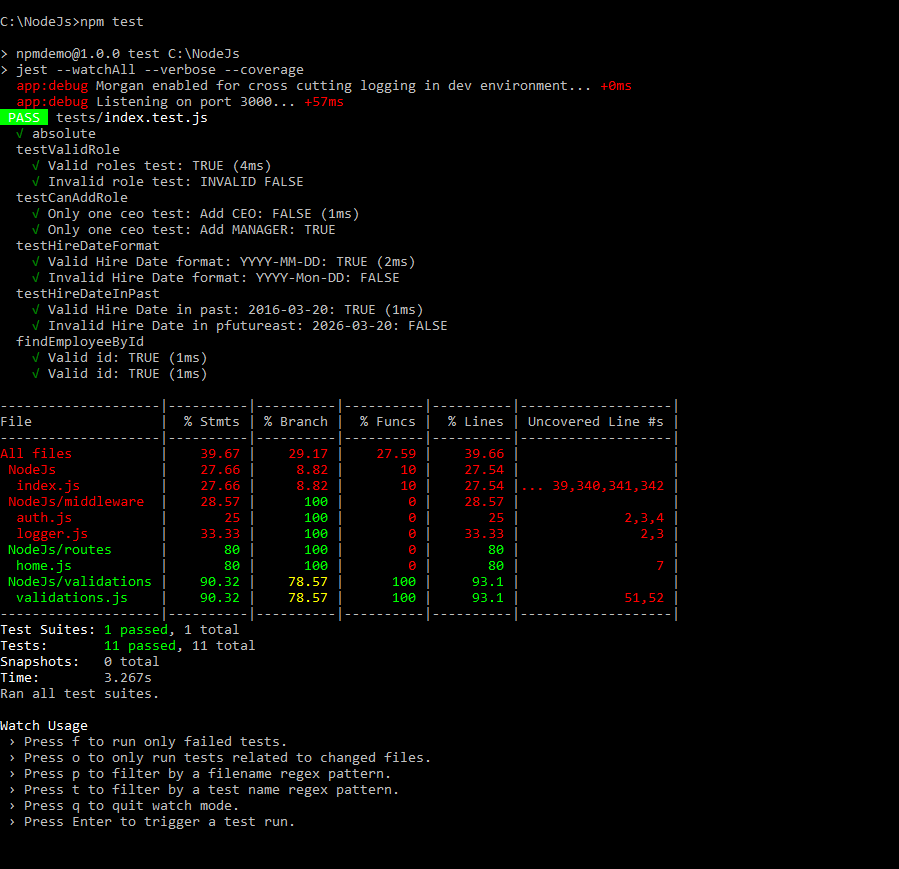 C:\NodeJs>npm test
> npmdemo@1.0.0 test C:\NodeJs
> jest --watchAll --verbose --coverage
app:debug Morgan enabled for cross cutting logging in dev environment... +0ms
app:debug Listening on port 3000... +57ms
PASS tests/index.test.js
√ absolute
testValidRole
√ Valid roles test: TRUE (4ms)
√ Invalid role test: INVALID FALSE
testCanAddRole
√ Only one ceo test: Add CEO: FALSE (1ms)
√ Only one ceo test: Add MANAGER: TRUE
testHireDateFormat
√ Valid Hire Date format: YYYY-MM-DD: TRUE (2ms)
√ Invalid Hire Date format: YYYY-Mon-DD: FALSE
testHireDateInPast
√ Valid Hire Date in past: 2016-03-20: TRUE (1ms)
√ Invalid Hire Date in pfutureast: 2026-03-20: FALSE
findEmployeeById
√ Valid id: TRUE (1ms)
√ Valid id: TRUE (1ms)
--------------------|----------|----------|----------|----------|-------------------|
File                |  % Stmts | % Branch |  % Funcs |  % Lines | Uncovered Line #s |
--------------------|----------|----------|----------|----------|-------------------|
All files           |    39.67 |    29.17 |    27.59 |    39.66 |                   |
NodeJs             |    27.66 |     8.82 |       10 |    27.54 |                   |
index.js          |    27.66 |     8.82 |       10 |    27.54 |... 39,340,341,342 |
NodeJs/middleware  |    28.57 |      100 |        0 |    28.57 |                   |
auth.js           |       25 |      100 |        0 |       25 |             2,3,4 |
logger.js         |    33.33 |      100 |        0 |    33.33 |               2,3 |
NodeJs/routes      |       80 |      100 |        0 |       80 |                   |
home.js           |       80 |      100 |        0 |       80 |                 7 |
NodeJs/validations |    90.32 |    78.57 |      100 |     93.1 |                   |
validations.js    |    90.32 |    78.57 |      100 |     93.1 |             51,52 |
--------------------|----------|----------|----------|----------|-------------------|
Test Suites: 1 passed, 1 total
Tests:       11 passed, 11 total
Snapshots:   0 total
Time:        3.267s
Ran all test suites.
Watch Usage
› Press f to run only failed tests.
› Press o to only run tests related to changed files.
› Press p to filter by a filename regex pattern.
› Press t to filter by a test name regex pattern.
› Press q to quit watch mode.
› Press Enter to trigger a test run.